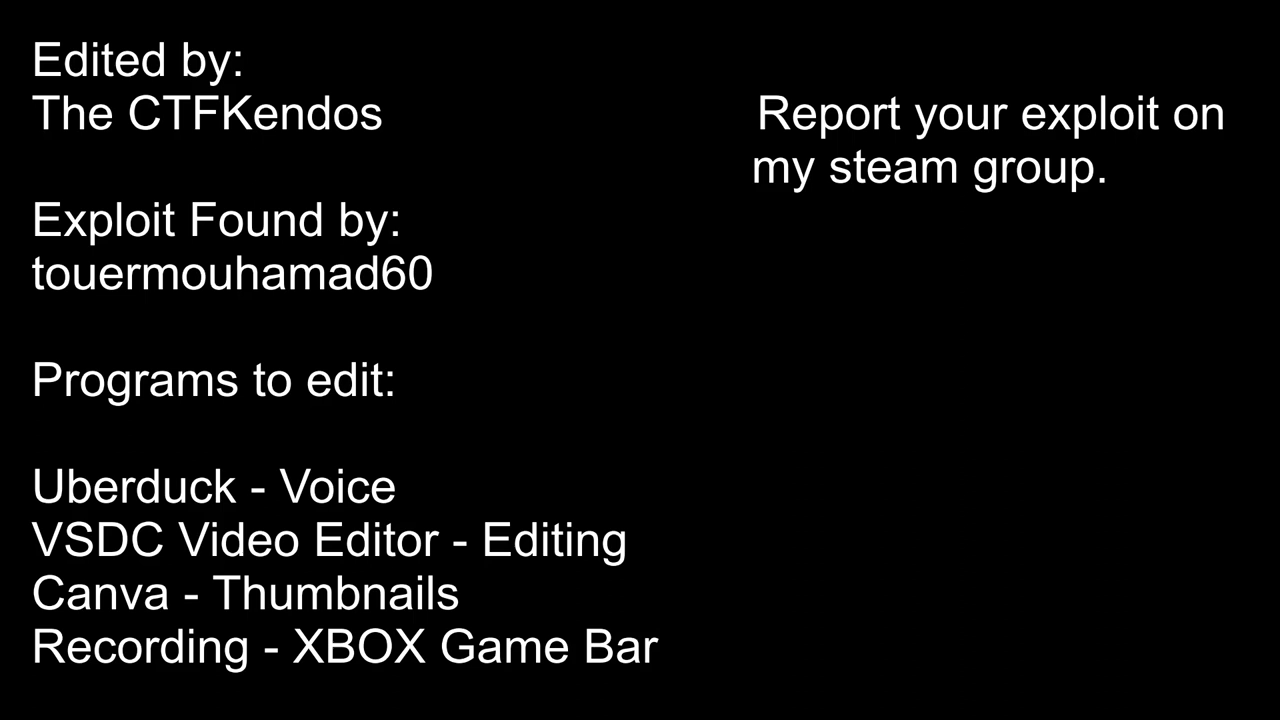 Edited by:
The CTFKendos
Exploit Found by:
touermouhamad60
Programs to edit:
Uberduck - Voice
VSDC Video Editor - Editing
Canva - Thumbnails
Recording - XBOX Game Bar
Report your exploit on
my steam group.